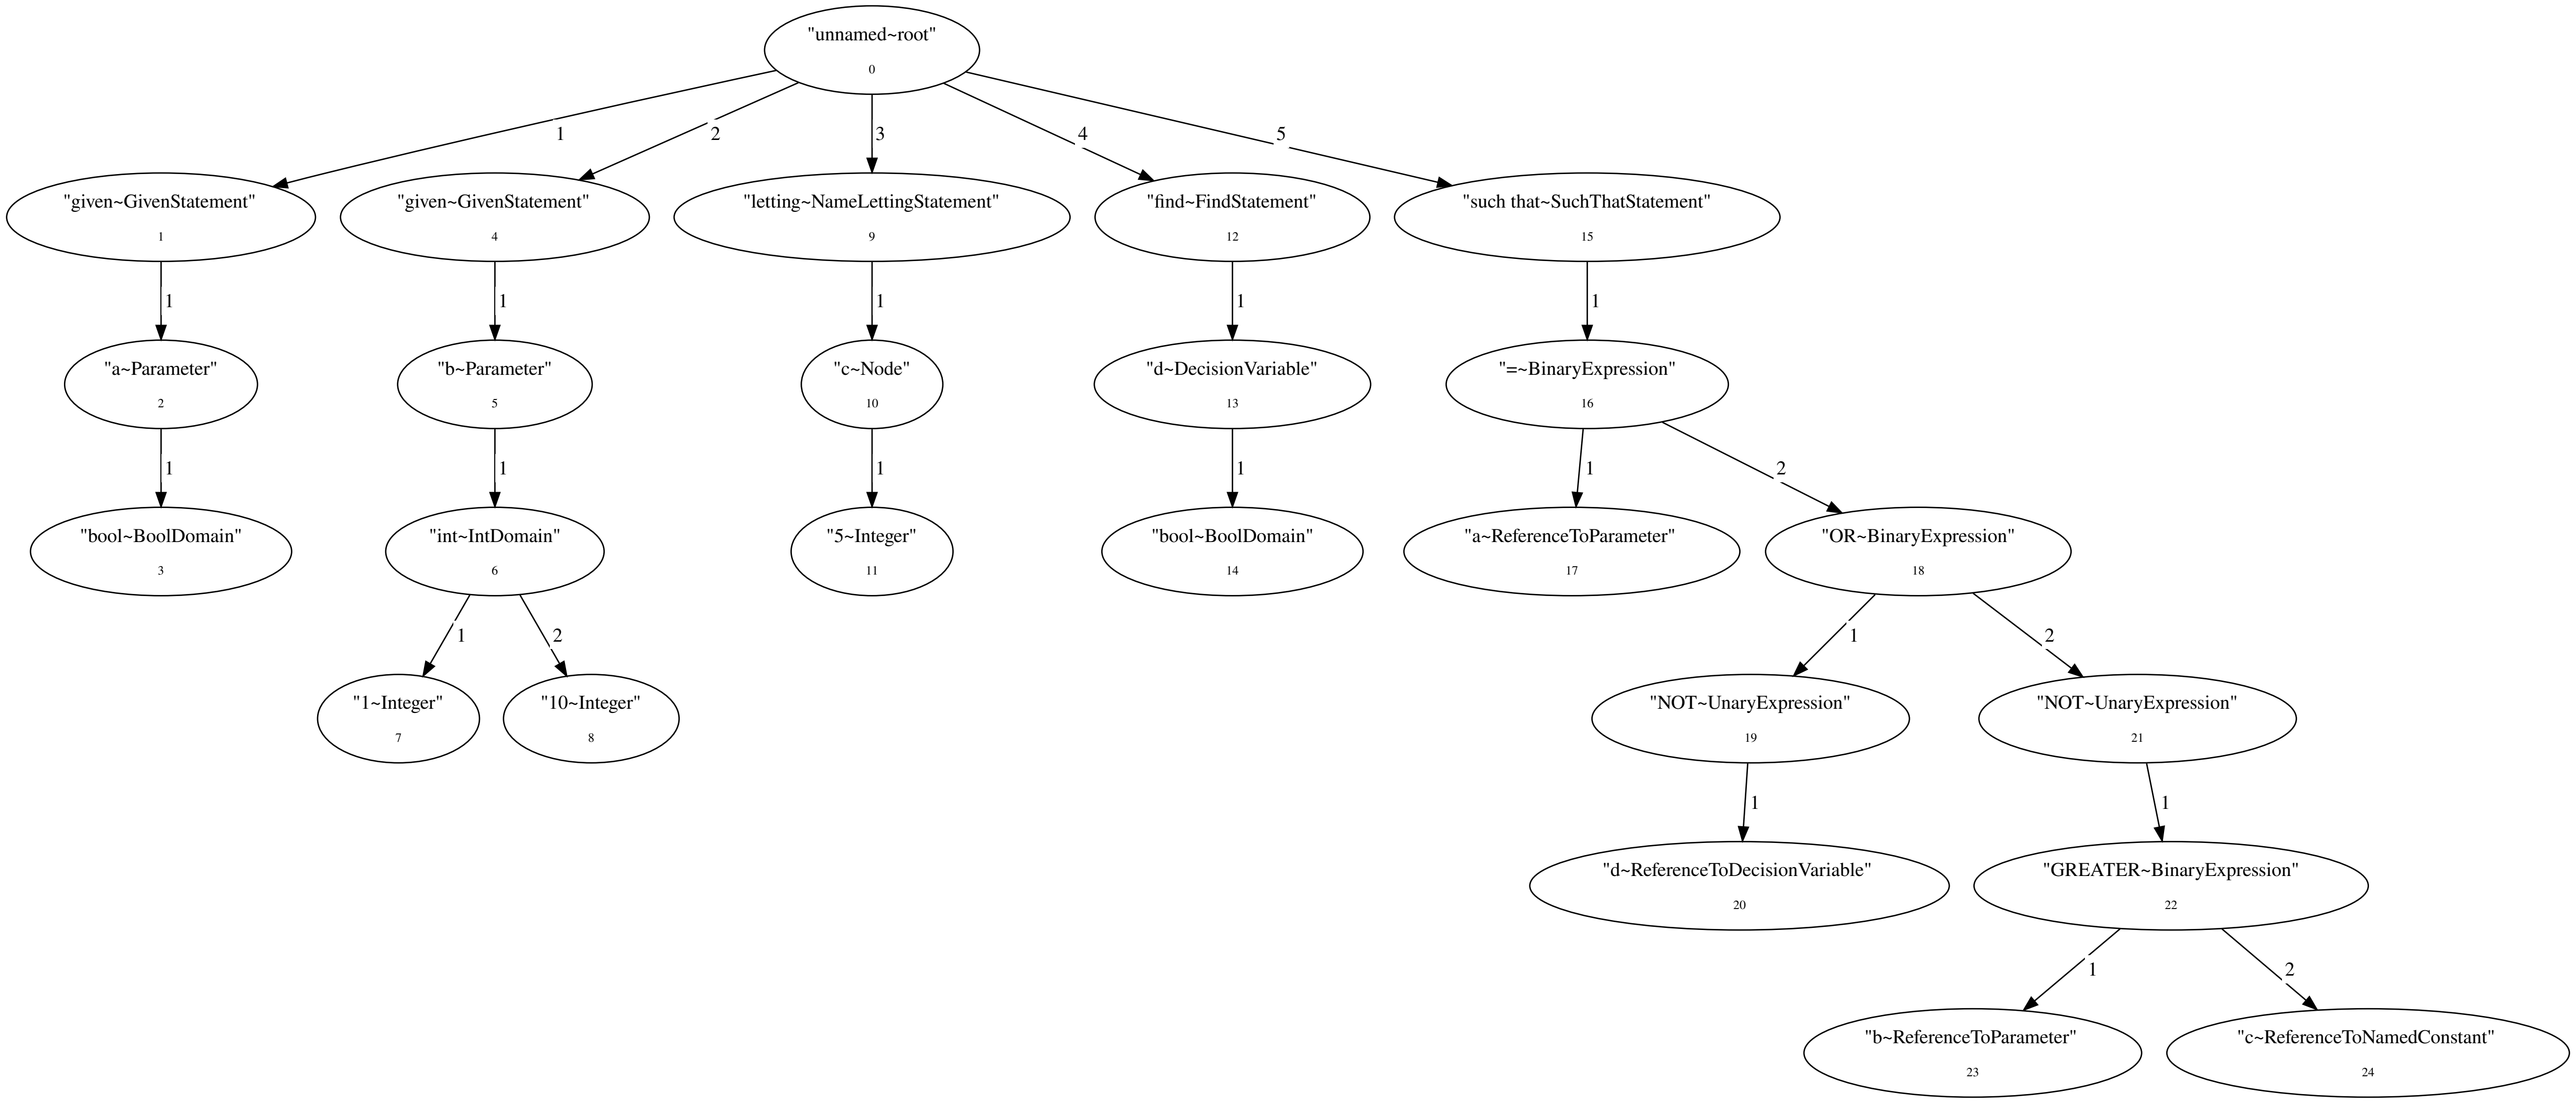 "unnamed~root"
0
1
2
3
4
5
"given~GivenStatement"
1
"given~GivenStatement"
4
"letting~NameLettingStatement"
9
"find~FindStatement"
12
"such that~SuchThatStatement"
15
1
1
1
1
1
"a~Parameter"
2
"b~Parameter"
5
"c~Node"
10
"d~DecisionVariable"
13
"=~BinaryExpression"
16
1
1
1
1
1
2
"bool~BoolDomain"
3
"int~IntDomain"
6
"5~Integer"
11
"bool~BoolDomain"
14
"a~ReferenceToParameter"
17
"OR~BinaryExpression"
18
1
2
1
2
"1~Integer"
7
"10~Integer"
8
"NOT~UnaryExpression"
19
"NOT~UnaryExpression"
21
1
1
"d~ReferenceToDecisionVariable"
20
"GREATER~BinaryExpression"
22
1
2
"b~ReferenceToParameter"
23
"c~ReferenceToNamedConstant"
24